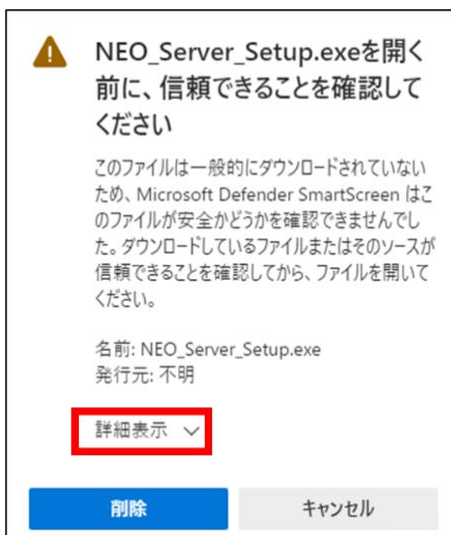 NEO_Server_Setup.exeを開く
前に、信頼できることを確認して
ください
このファイルは一般的にダウンロードされていない
ため、Microsoft Defender SmartScreen はこ
のファイルが安全かどうかを確認できませんでし
た。ダウンロードしているファイルまたはそのソースが
信頼できることを確認してから、ファイルを開いて
ください。
名前: NEO_Server_Setup.exe
発行元: 不明
詳細表示
削除
キャンセル